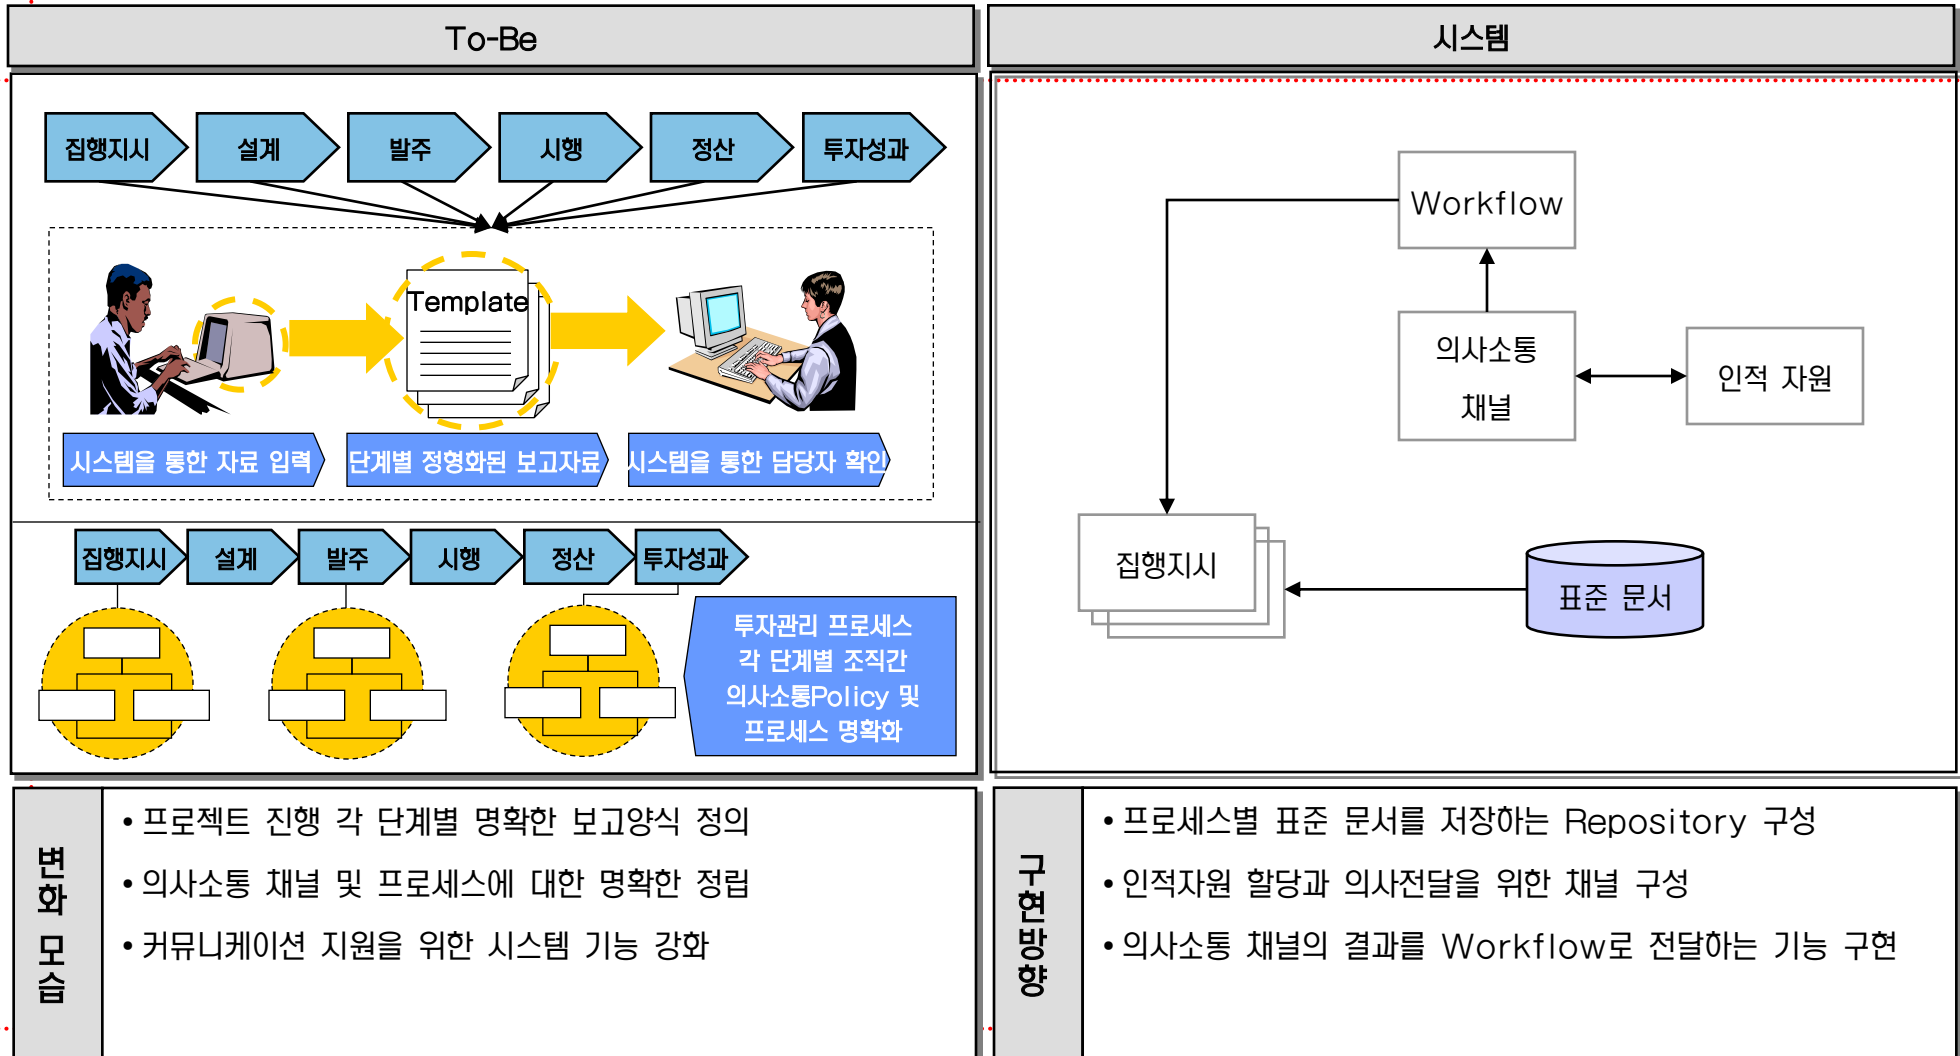 To-Be
시스템
집행지시
설계
발주
시행
정산
투자성과
Template
시스템을 통한 자료 입력
단계별 정형화된 보고자료
시스템을 통한 담당자 확인
집행지시
설계
발주
시행
정산
투자성과
투자관리 프로세스
각 단계별 조직간
의사소통Policy 및
프로세스 명확화
Workflow
의사소통
채널
인적 자원
집행지시
표준 문서
변화 모습
• 프로젝트 진행 각 단계별 명확한 보고양식 정의
• 의사소통 채널 및 프로세스에 대한 명확한 정립
• 커뮤니케이션 지원을 위한 시스템 기능 강화
구현방향
• 프로세스별 표준 문서를 저장하는 Repository 구성
• 인적자원 할당과 의사전달을 위한 채널 구성
• 의사소통 채널의 결과를 Workflow로 전달하는 기능 구현